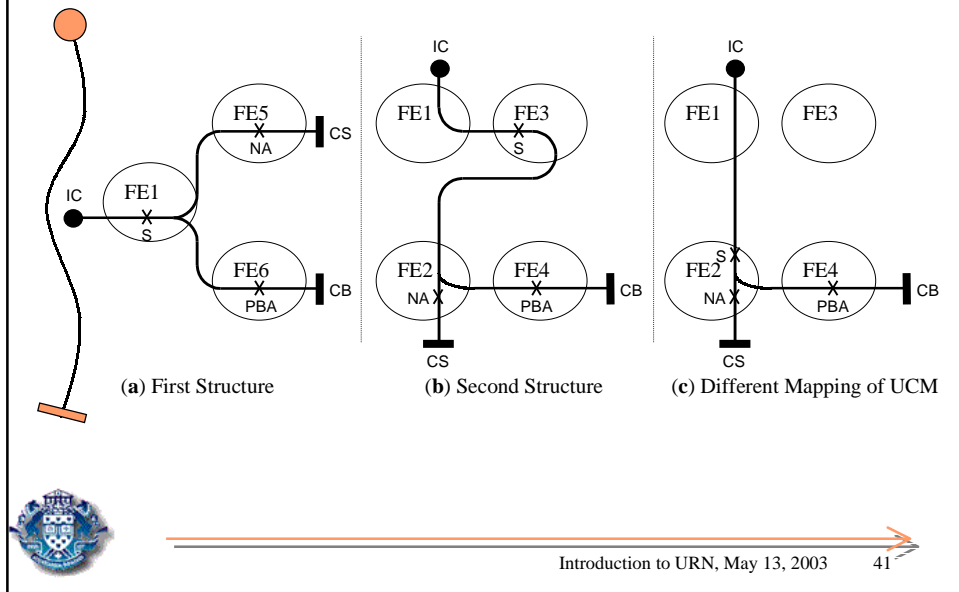 IC
FE1
S
FE5
NA
CS
FE6
PBA
CB
(a) First Structure
IC
FE1
FE3
S
FE2
NA
FE4
PBA
CB
CS
(b) Second Structure
IC
FE1
FE3
S
FE2
NA
FE4
PBA
CB
CS
(c) Different Mapping of UCM
Introduction to URN, May 13, 2003 41